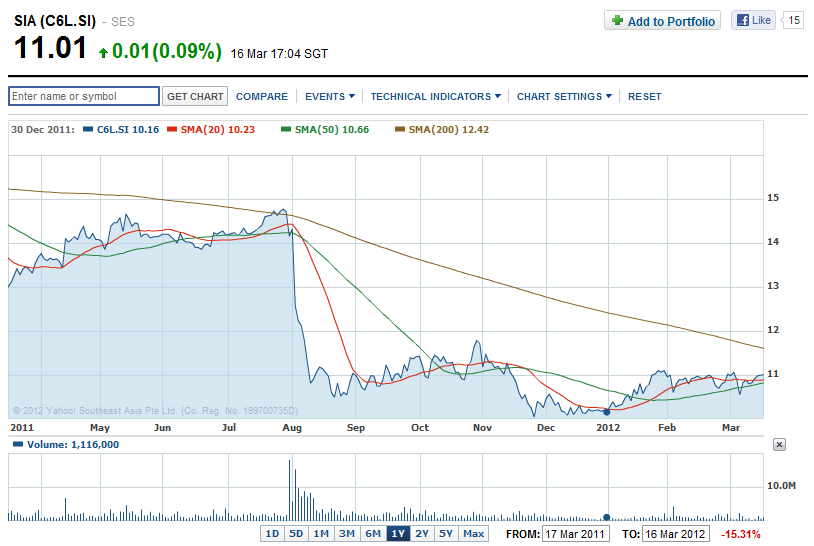 SIA (C6L.SI) - SES
Add to Portfolio
Like 15
11.01 0.01(0.09%) 16 Mar 17:04 SGT
Enter name or symbol GET CHART COMPARE EVENTS TECHNICAL INDICATORS CHART SETTINGS RESET
30 Dec 2011: C6L.SI 10.16 SMA(20) 10.23 SMA(50) 10.66 SMA(200) 12.42
15
14
13
12
11
© 2012 Yahoo! Southeast Asia Pte Ltd. (Co. Reg. No. 199700735D)
2011 May Jun Jul Aug Sep Oct Nov Dec 2012 Feb Mar
Volume: 1,116,000
10.0M
1D 5D 1M 3M 6M 1Y 2Y 5Y Max FROM: 17 Mar 2011 TO: 16 Mar 2012 -15.31%